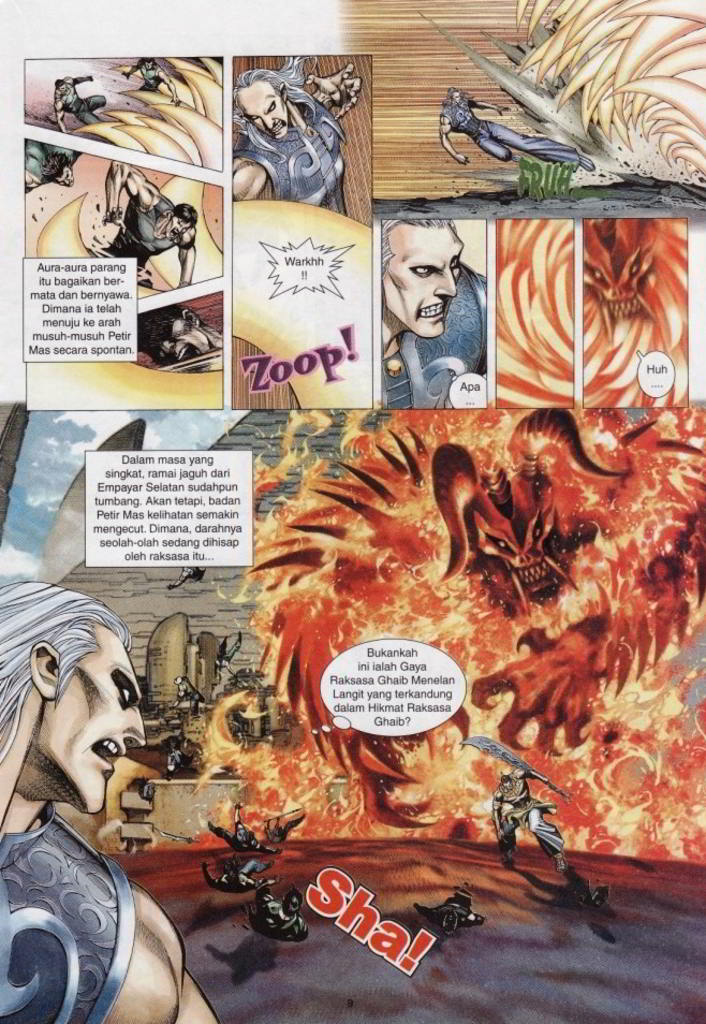 FRUH
Aura-aura parang
itu bagaikan ber-
mata dan bernyawa.
Dimana ia telah
menuju ke arah
musuh-musuh Petir
Mas secara spontan.
Warkhh
!!
Zoop!
Apa
...
Huh
....
Dalam masa yang
singkat, ramai jaguh dari
Empayar Selatan sudahpun
tumbang. Akan tetapi, badan
Petir Mas kelihatan semakin
mengecut. Dimana, darahnya
seolah-olah sedang dihisap
oleh raksasa itu...
Bukankah
ini ialah Gaya
Raksasa Ghaib Menelan
Langit yang terkandung
dalam Hikmat Raksasa
Ghaib?
Sha!
9